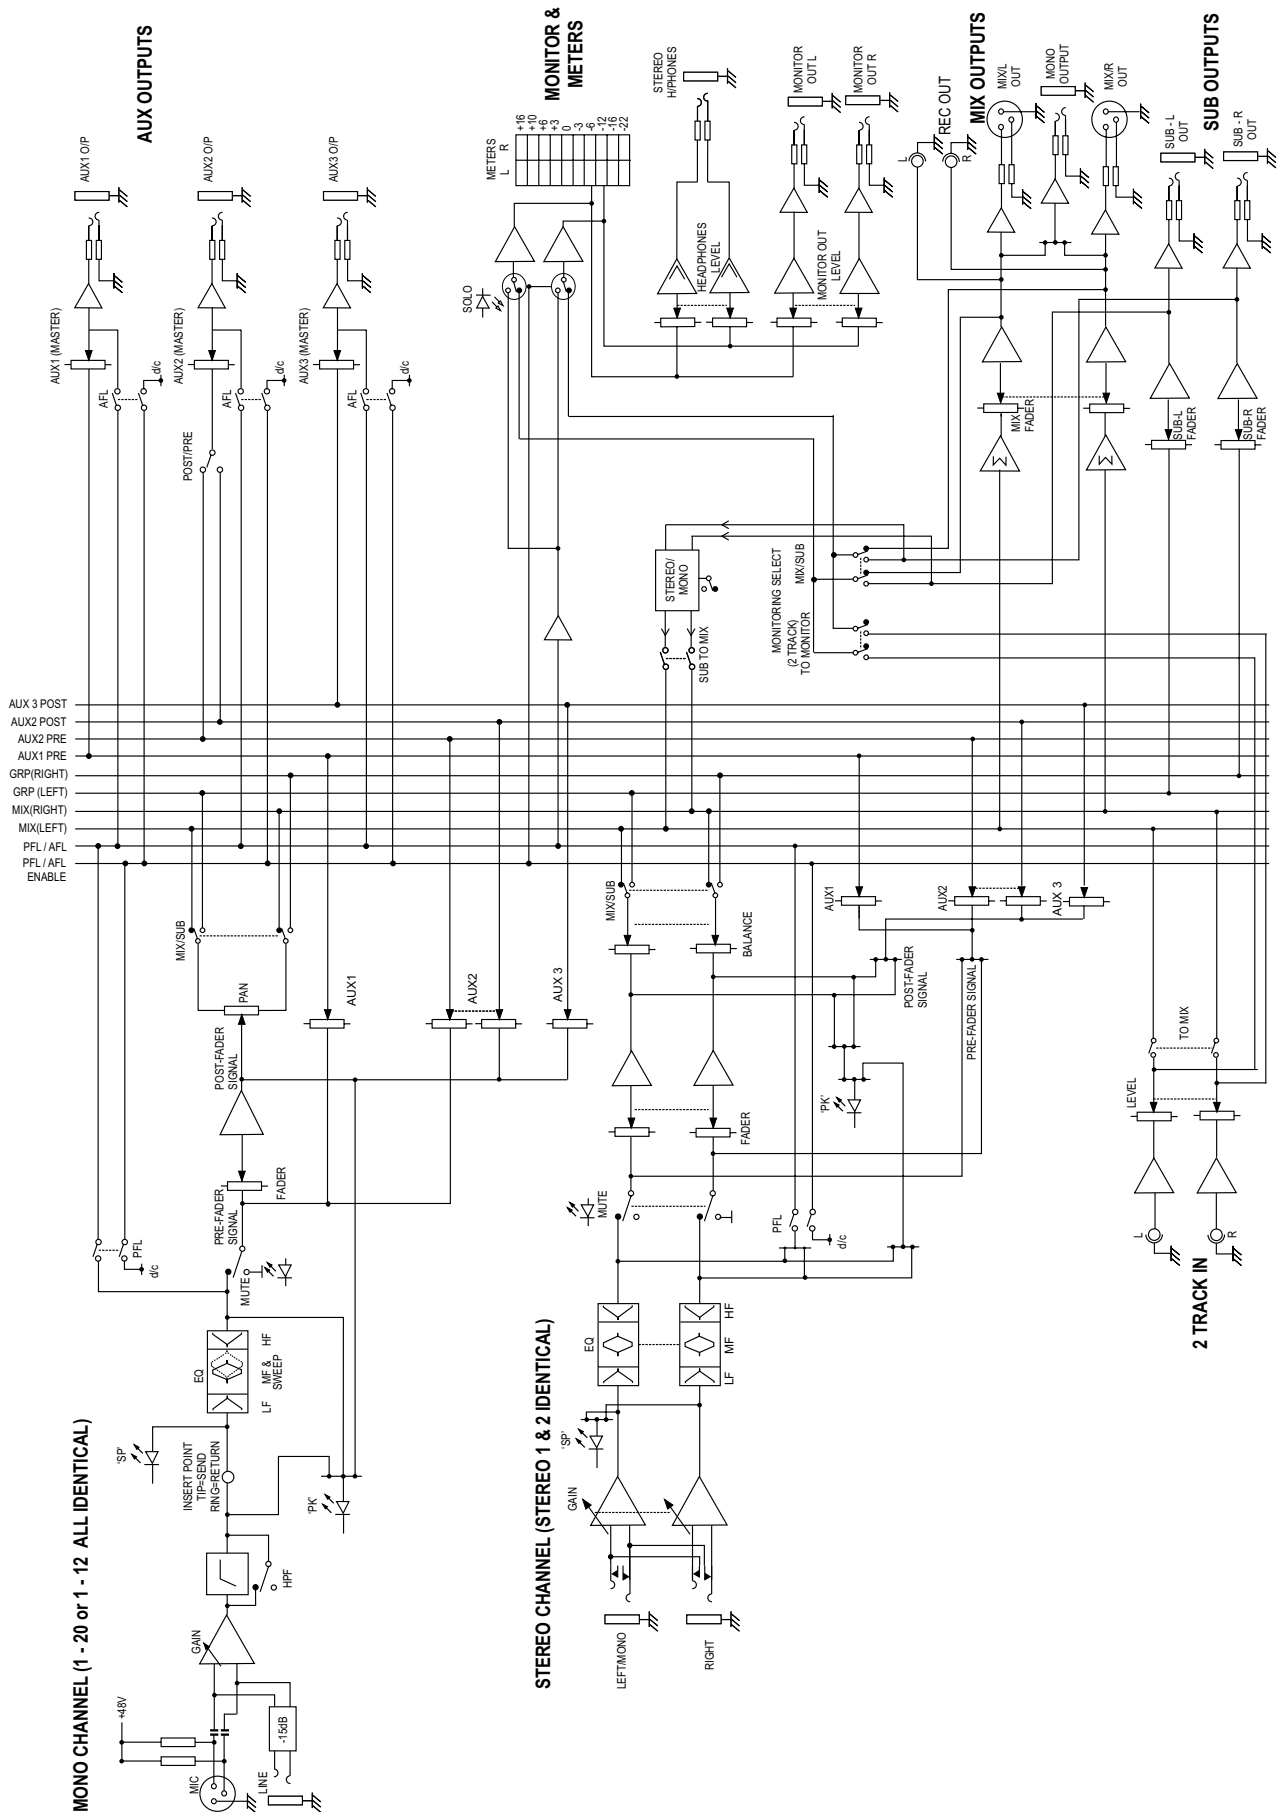 AUX OUTPUTS
AUX1 O/P
AUX2 O/P
AUX3 O/P
AUX1 (MASTER)
AUX2 (MASTER)
AUX3 (MASTER)
AFL
AFL
AFL
d/c
d/c
d/c
POST/PRE
MONITOR &
METERS
METERS
L R
+16
+10
+6
+3
0
-3
-6
-12
-16
-22
SOLO
STEREO
H/PHONES
HEADPHONES
LEVEL
MONITOR
OUT L
MONITOR
OUT R
MONITOR OUT
LEVEL
REC OUT
L
R
MIX OUTPUTS
MIX/L
OUT
MONO
OUTPUT
MIX/R
OUT
SUB OUTPUTS
SUB - L
OUT
SUB - R
OUT
MIX
FADER
SUB-L
FADER
SUB-R
FADER
STEREO/
MONO
SUB TO MIX
MONITORING SELECT
(2 TRACK)
TO MONITOR
MIX/SUB
AUX 3 POST
AUX2 POST
AUX2 PRE
AUX1 PRE
GRP(RIGHT)
GRP (LEFT)
MIX(RIGHT)
MIX(LEFT)
PFL / AFL
PFL / AFL
ENABLE
MONO CHANNEL (1 - 20 or 1 - 12 ALL IDENTICAL)
MIC
+48V
LINE
-15dB
GAIN
HPF
INSERT POINT
TIP=SEND
RING=RETURN
'SP'
'PK'
EQ
LF
MF &
SWEEP
HF
MUTE
PFL
d/c
PRE-FADER
SIGNAL
FADER
POST-FADER
SIGNAL
PAN
MIX/SUB
AUX1
AUX2
AUX 3
STEREO CHANNEL (STEREO 1 & 2 IDENTICAL)
LEFT/MONO
RIGHT
GAIN
'SP'
EQ
LF
MF
HF
MUTE
PFL
d/c
FADER
'PK'
BALANCE
MIX/SUB
POST-FADER
SIGNAL
PRE-FADER SIGNAL
AUX1
AUX2
AUX 3
2 TRACK IN
L
R
LEVEL
TO MIX